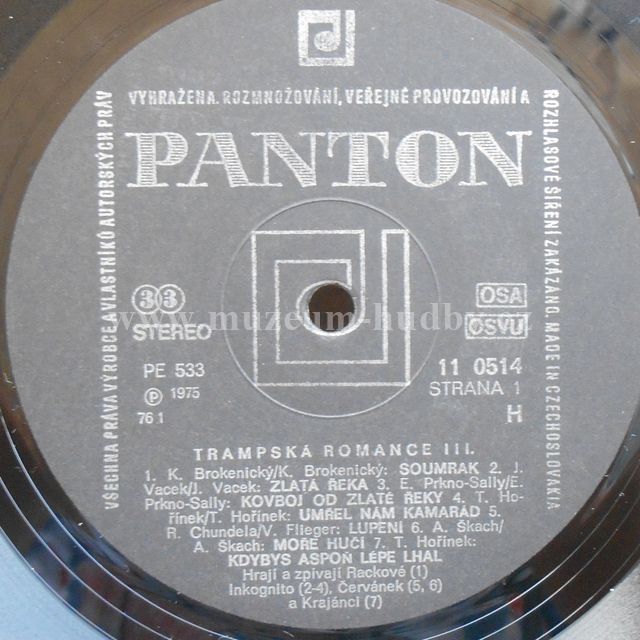 VŠECHNA PRÁVA VÝROBCE A VLASTNÍKŮ AUTORSKÝCH PRÁV
VYHRAŽENA. ROZMNOŽOVÁNÍ, VEŘEJNÉ PROVOZOVÁNÍ A
ROZHLASOVÉ ŠÍŘENÍ ZAKÁZÁNO. MADE IN CZECHOSLOVAKIA
PANTON
33
STEREO
PE 533
Ⓟ 1975
76 1
OSA
OSVU
11 0514
STRANA 1
H
www.muzeum-hudby.cz
TRAMPSKÁ ROMANCE III.
1. K. Brokenický/K. Brokenický: SOUMRAK 2. J.
Vacek/J. Vacek: ZLATÁ ŘEKA 3. E. Prkno-Sally/E.
Prkno-Sally: KOVBOJ OD ZLATÉ ŘEKY 4. T. Ho-
řínek/T. Hořínek: UMŘEL NÁM KAMARÁD 5.
R. Chundela/V. Flieger: LUPENÍ 6. A. Škach/
A. Škach: MOŘE HUČÍ 7. T. Hořínek:
KDYBYS ASPOŇ LÉPE LHAL
Hrají a zpívají Rackové (1)
Inkognito (2-4), Červánek (5, 6)
a Krajánci (7)